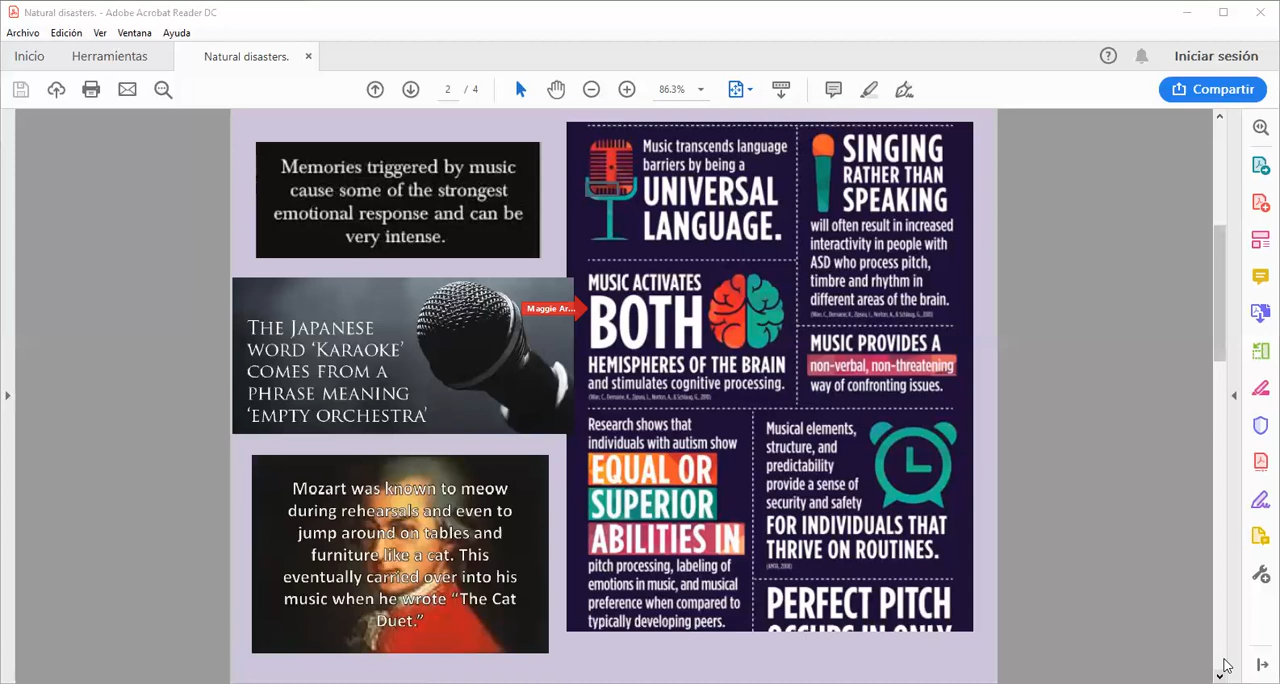 Natural disasters. - Adobe Acrobat Reader DC
Archivo Edición Ver Ventana Ayuda
Inicio Herramientas Natural disasters. × Iniciar sesión
2 / 4 86.3% Compartir
Memories triggered by music
cause some of the strongest
emotional response and can be
very intense.
THE JAPANESE
WORD ‘KARAOKE’
COMES FROM A
PHRASE MEANING
‘EMPTY ORCHESTRA’
Maggie Ar...
Mozart was known to meow
during rehearsals and even to
jump around on tables and
furniture like a cat. This
eventually carried over into his
music when he wrote “The Cat
Duet.”
Music transcends language
barriers by being a
UNIVERSAL
LANGUAGE.
SINGING
RATHER THAN
SPEAKING
will often result in increased
interactivity in people with
ASD who process pitch,
timbre and rhythm in
different areas of the brain.
MUSIC ACTIVATES
BOTH
HEMISPHERES OF THE BRAIN
and stimulates cognitive processing.
MUSIC PROVIDES A
non-verbal, non-threatening
way of confronting issues.
Research shows that
individuals with autism show
EQUAL OR
SUPERIOR
ABILITIES IN
pitch processing, labeling of
emotions in music, and musical
preference when compared to
typically developing peers.
Musical elements,
structure, and
predictability
provide a sense of
security and safety
FOR INDIVIDUALS THAT
THRIVE ON ROUTINES.
PERFECT PITCH
OCCURS IN ONLY